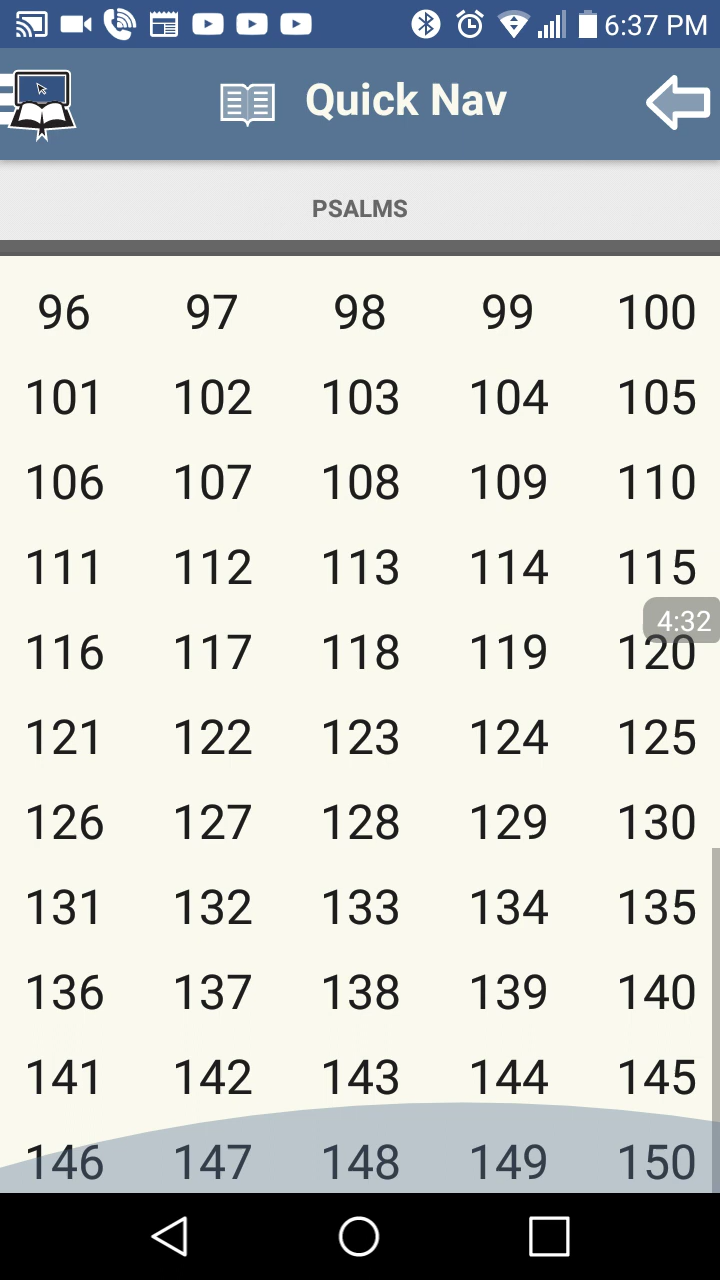 6:37 PM
Quick Nav
PSALMS
96 97 98 99 100
101 102 103 104 105
106 107 108 109 110
111 112 113 114 115
4:32
116 117 118 119 120
121 122 123 124 125
126 127 128 129 130
131 132 133 134 135
136 137 138 139 140
141 142 143 144 145
146 147 148 149 150